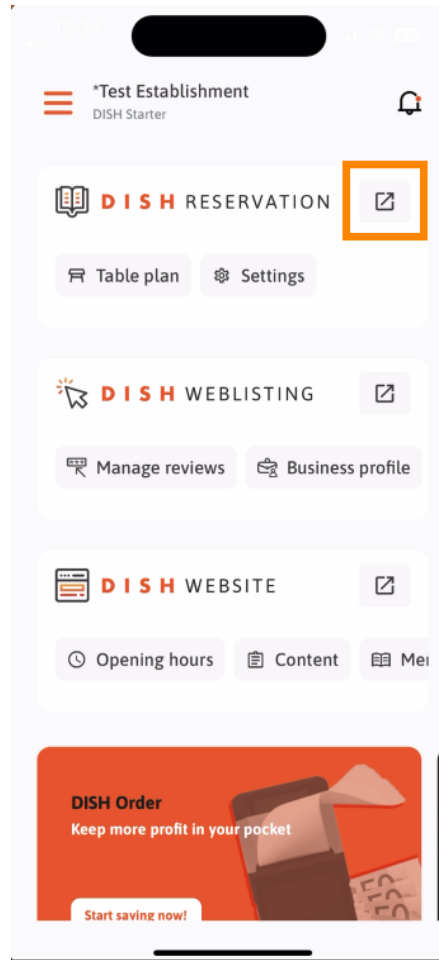 *Test Establishment
DISH Starter
DISH RESERVATION
Table plan
Settings
DISH WEBLISTING
Manage reviews
Business profile
DISH WEBSITE
Opening hours
Content
Me
DISH Order
Keep more profit in your pocket
Start saving now!